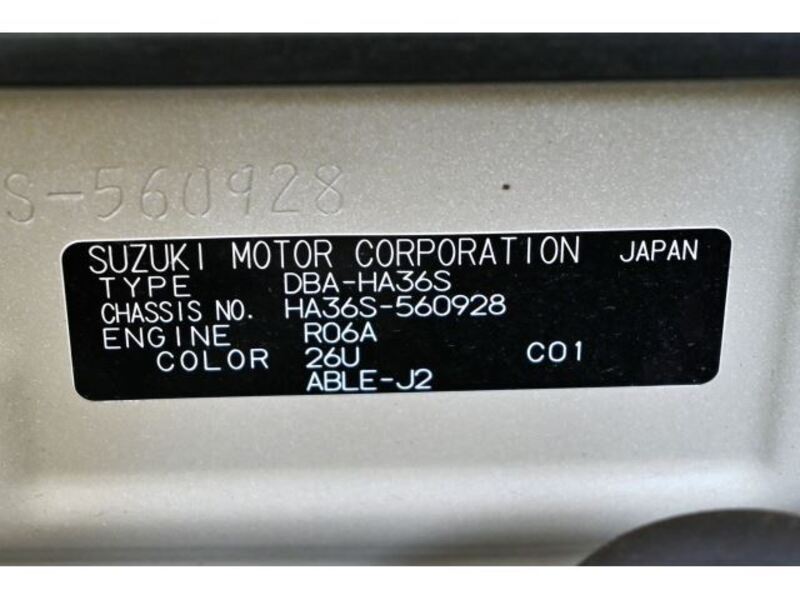 S-560928
SUZUKI MOTOR CORPORATION JAPAN
TYPE DBA-HA36S
CHASSIS NO. HA36S-560928
ENGINE R06A
COLOR 26U C01
ABLE-J2